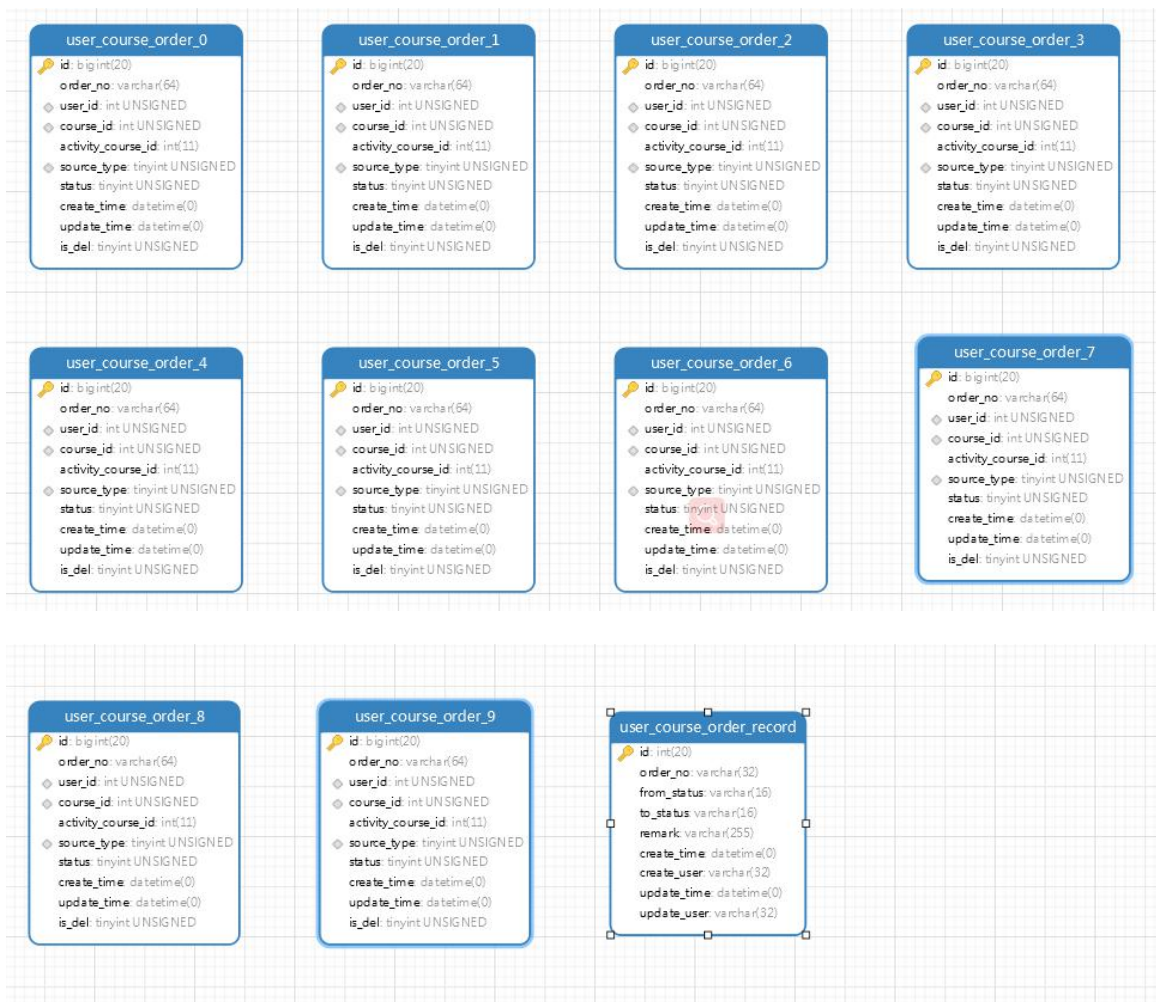 user_course_order_0
id: bigint(20)
order_no: varchar(64)
user_id: int UNSIGNED
course_id: int UNSIGNED
activity_course_id: int(11)
source_type: tinyint UNSIGNED
status: tinyint UNSIGNED
create_time: datetime(0)
update_time: datetime(0)
is_del: tinyint UNSIGNED
user_course_order_1
id: bigint(20)
order_no: varchar(64)
user_id: int UNSIGNED
course_id: int UNSIGNED
activity_course_id: int(11)
source_type: tinyint UNSIGNED
status: tinyint UNSIGNED
create_time: datetime(0)
update_time: datetime(0)
is_del: tinyint UNSIGNED
user_course_order_2
id: bigint(20)
order_no: varchar(64)
user_id: int UNSIGNED
course_id: int UNSIGNED
activity_course_id: int(11)
source_type: tinyint UNSIGNED
status: tinyint UNSIGNED
create_time: datetime(0)
update_time: datetime(0)
is_del: tinyint UNSIGNED
user_course_order_3
id: bigint(20)
order_no: varchar(64)
user_id: int UNSIGNED
course_id: int UNSIGNED
activity_course_id: int(11)
source_type: tinyint UNSIGNED
status: tinyint UNSIGNED
create_time: datetime(0)
update_time: datetime(0)
is_del: tinyint UNSIGNED
user_course_order_4
id: bigint(20)
order_no: varchar(64)
user_id: int UNSIGNED
course_id: int UNSIGNED
activity_course_id: int(11)
source_type: tinyint UNSIGNED
status: tinyint UNSIGNED
create_time: datetime(0)
update_time: datetime(0)
is_del: tinyint UNSIGNED
user_course_order_5
id: bigint(20)
order_no: varchar(64)
user_id: int UNSIGNED
course_id: int UNSIGNED
activity_course_id: int(11)
source_type: tinyint UNSIGNED
status: tinyint UNSIGNED
create_time: datetime(0)
update_time: datetime(0)
is_del: tinyint UNSIGNED
user_course_order_6
id: bigint(20)
order_no: varchar(64)
user_id: int UNSIGNED
course_id: int UNSIGNED
activity_course_id: int(11)
source_type: tinyint UNSIGNED
status: tinyint UNSIGNED
create_time: datetime(0)
update_time: datetime(0)
is_del: tinyint UNSIGNED
user_course_order_7
id: bigint(20)
order_no: varchar(64)
user_id: int UNSIGNED
course_id: int UNSIGNED
activity_course_id: int(11)
source_type: tinyint UNSIGNED
status: tinyint UNSIGNED
create_time: datetime(0)
update_time: datetime(0)
is_del: tinyint UNSIGNED
user_course_order_8
id: bigint(20)
order_no: varchar(64)
user_id: int UNSIGNED
course_id: int UNSIGNED
activity_course_id: int(11)
source_type: tinyint UNSIGNED
status: tinyint UNSIGNED
create_time: datetime(0)
update_time: datetime(0)
is_del: tinyint UNSIGNED
user_course_order_9
id: bigint(20)
order_no: varchar(64)
user_id: int UNSIGNED
course_id: int UNSIGNED
activity_course_id: int(11)
source_type: tinyint UNSIGNED
status: tinyint UNSIGNED
create_time: datetime(0)
update_time: datetime(0)
is_del: tinyint UNSIGNED
user_course_order_record
id: int(20)
order_no: varchar(32)
from_status: varchar(16)
to_status: varchar(16)
remark: varchar(255)
create_time: datetime(0)
create_user: varchar(32)
update_time: datetime(0)
update_user: varchar(32)